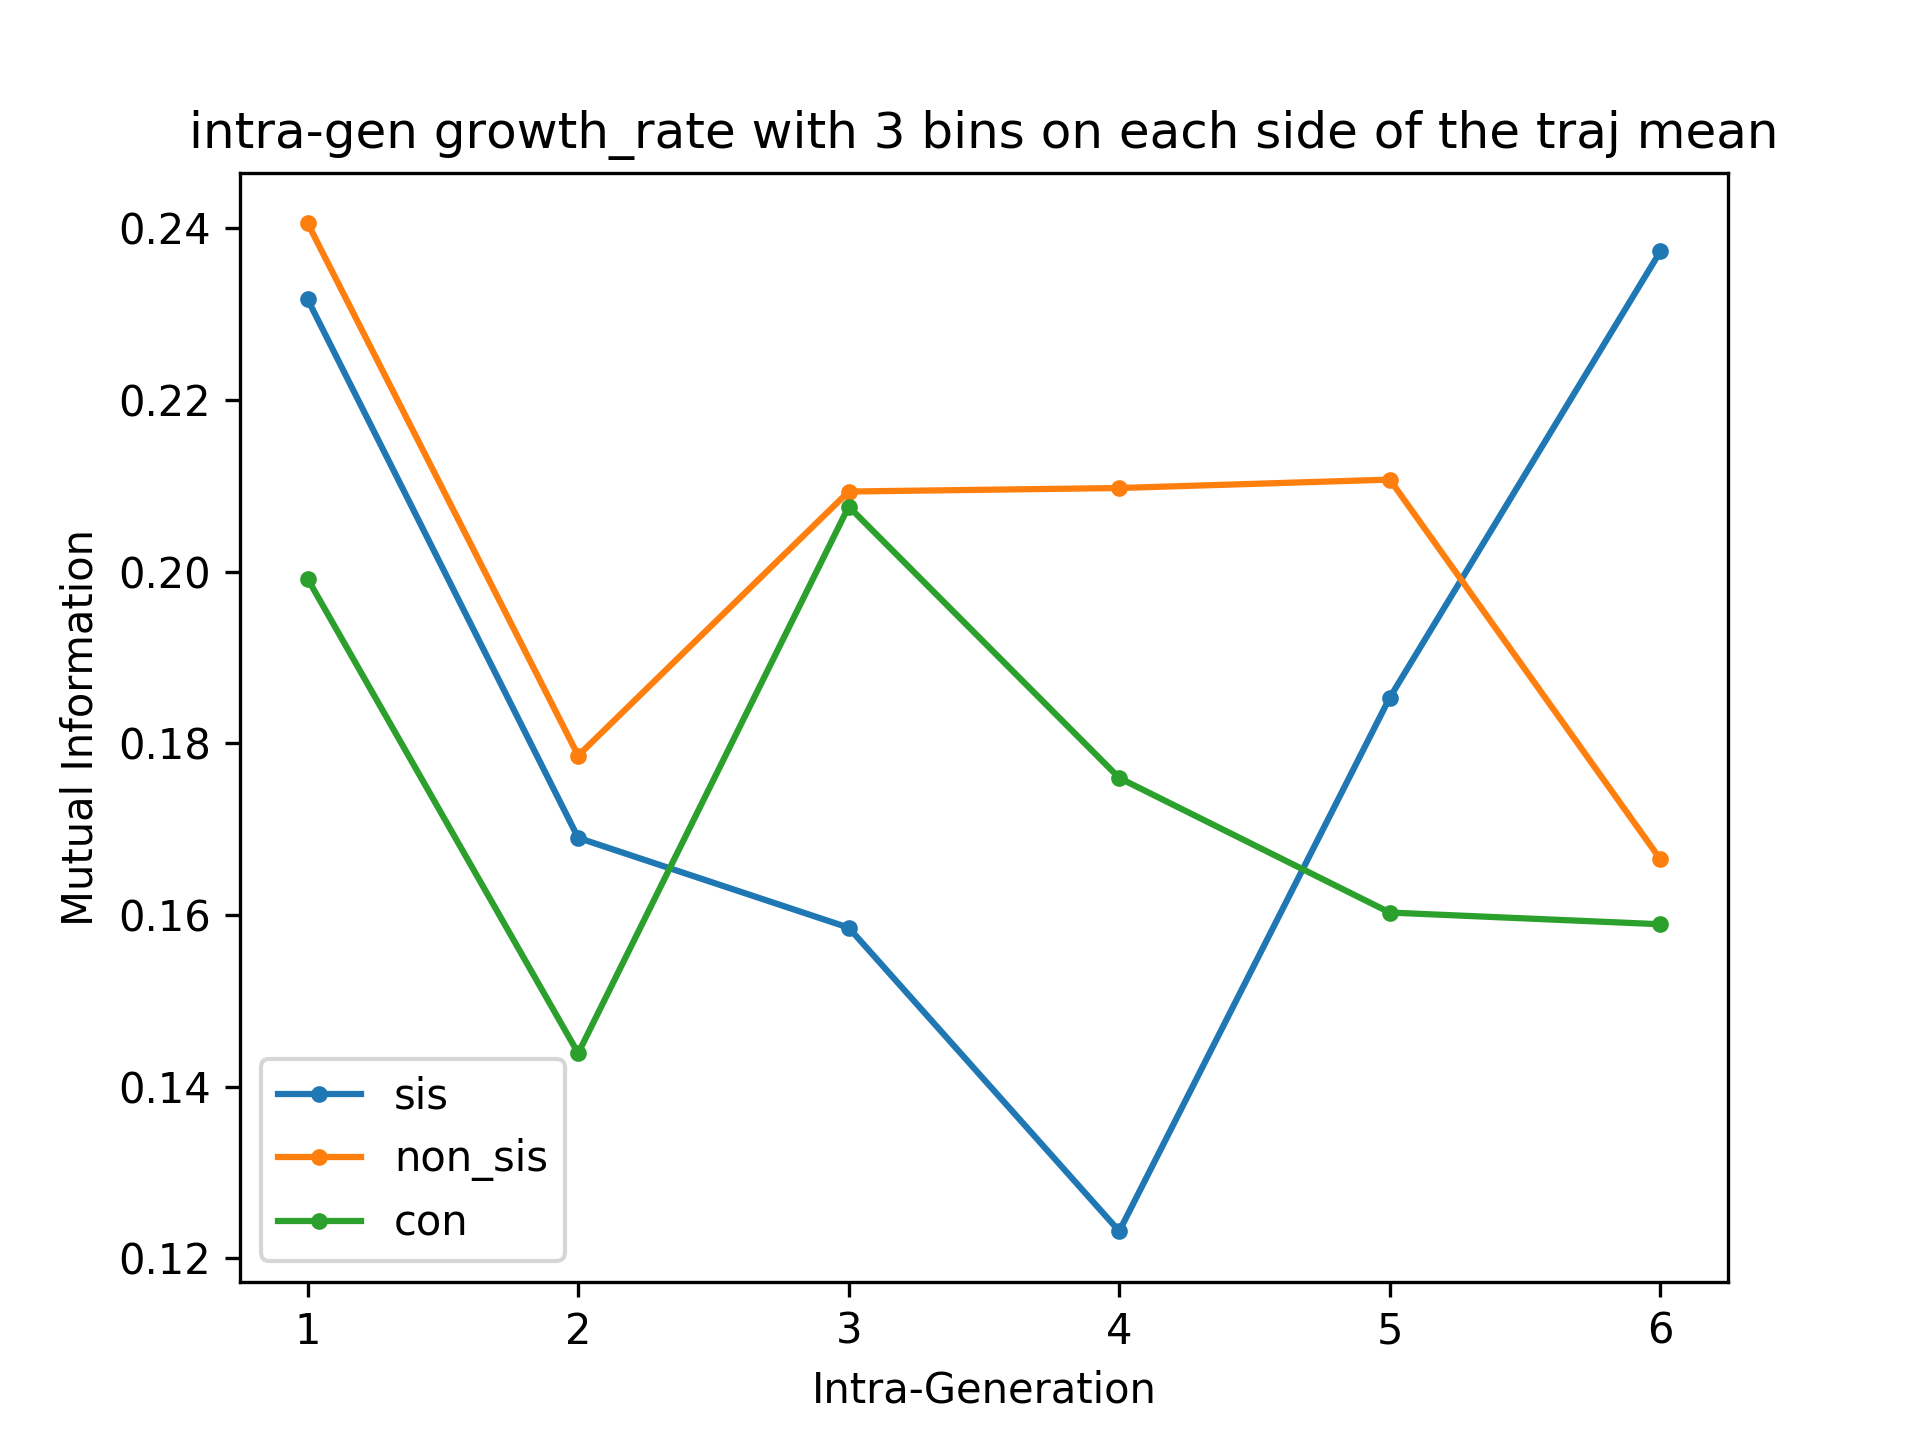 intra-gen growth_rate with 3 bins on each side of the traj mean
Mutual Information
0.24
0.22
0.20
0.18
0.16
0.14
0.12
sis
non_sis
con
1 2 3 4 5 6
Intra-Generation